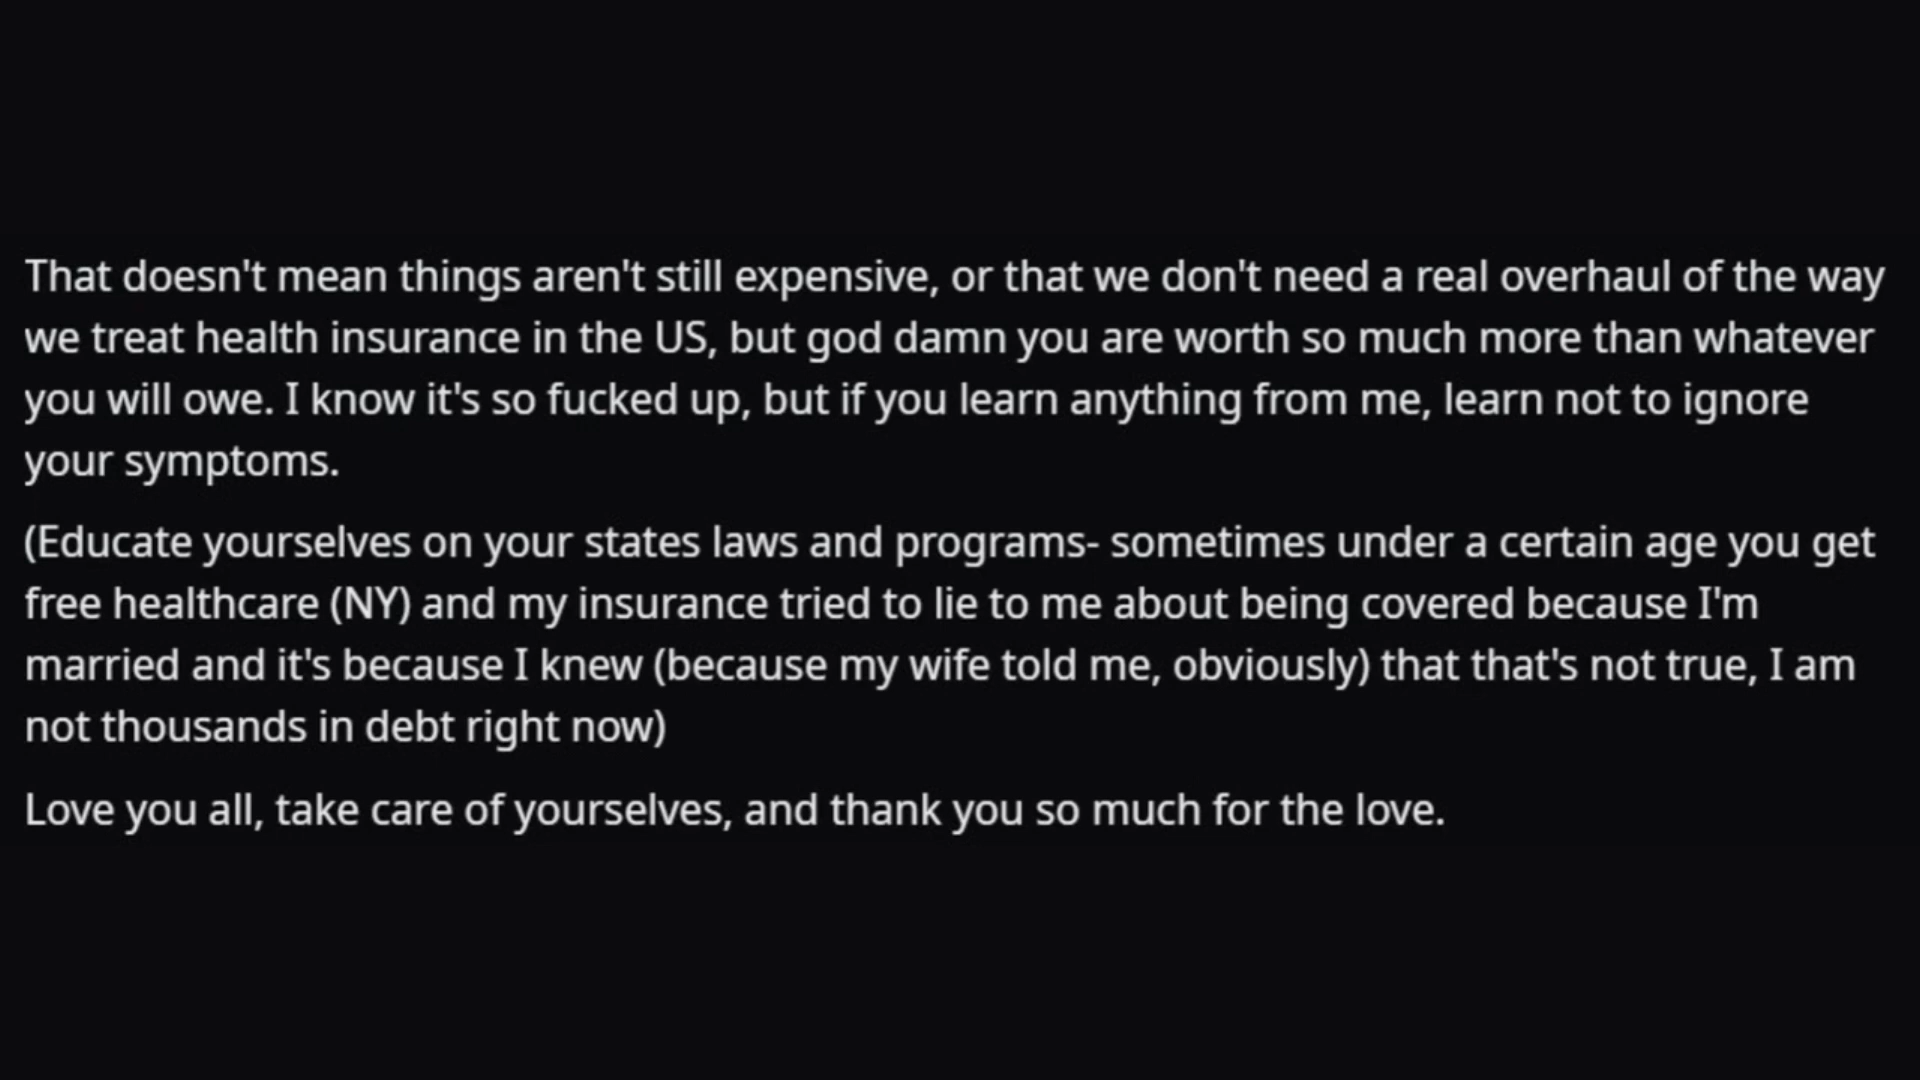 That doesn't mean things aren't still expensive, or that we don't need a real overhaul of the way
we treat health insurance in the US, but god damn you are worth so much more than whatever
you will owe. I know it's so fucked up, but if you learn anything from me, learn not to ignore
your symptoms.
(Educate yourselves on your states laws and programs- sometimes under a certain age you get
free healthcare (NY) and my insurance tried to lie to me about being covered because I'm
married and it's because I knew (because my wife told me, obviously) that that's not true, I am
not thousands in debt right now)
Love you all, take care of yourselves, and thank you so much for the love.